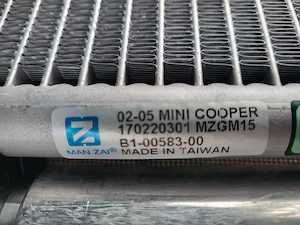 02-05 MINI COOPER
170220301 MZGM15
B1-00583-00
MAN ZAI® MADE IN TAIWAN